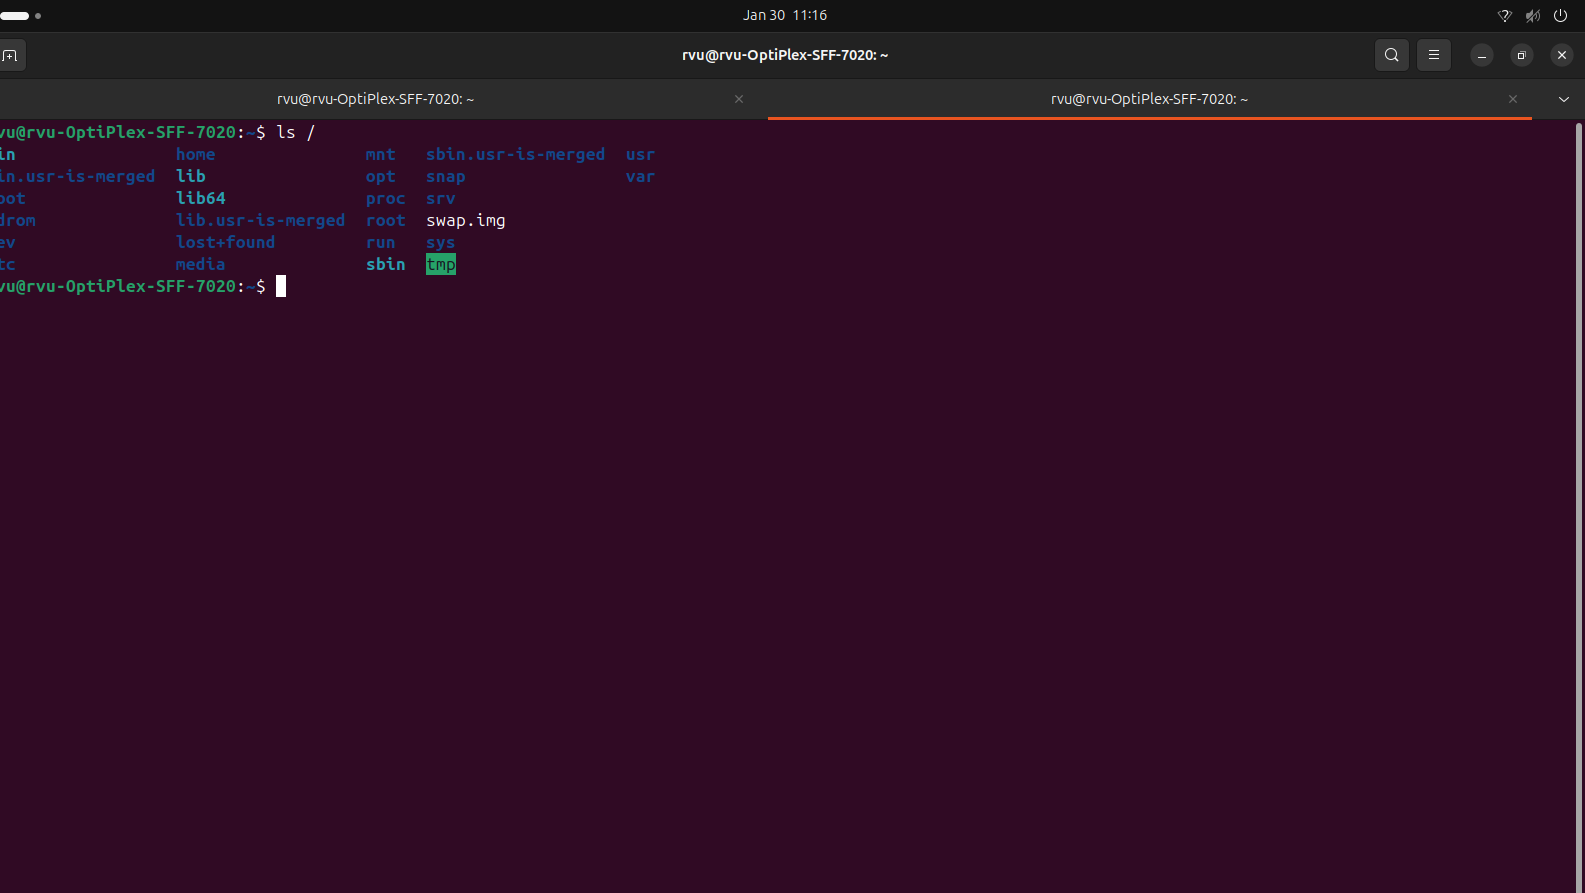 Jan 30 11:16
rvu@rvu-OptiPlex-SFF-7020: ~
rvu@rvu-OptiPlex-SFF-7020: ~ rvu@rvu-OptiPlex-SFF-7020: ~
vu@rvu-OptiPlex-SFF-7020:~$ ls /
in home mnt sbin.usr-is-merged usr
in.usr-is-merged lib opt snap var
oot lib64 proc srv
drom lib.usr-is-merged root swap.img
ev lost+found run sys
tc media sbin tmp
vu@rvu-OptiPlex-SFF-7020:~$